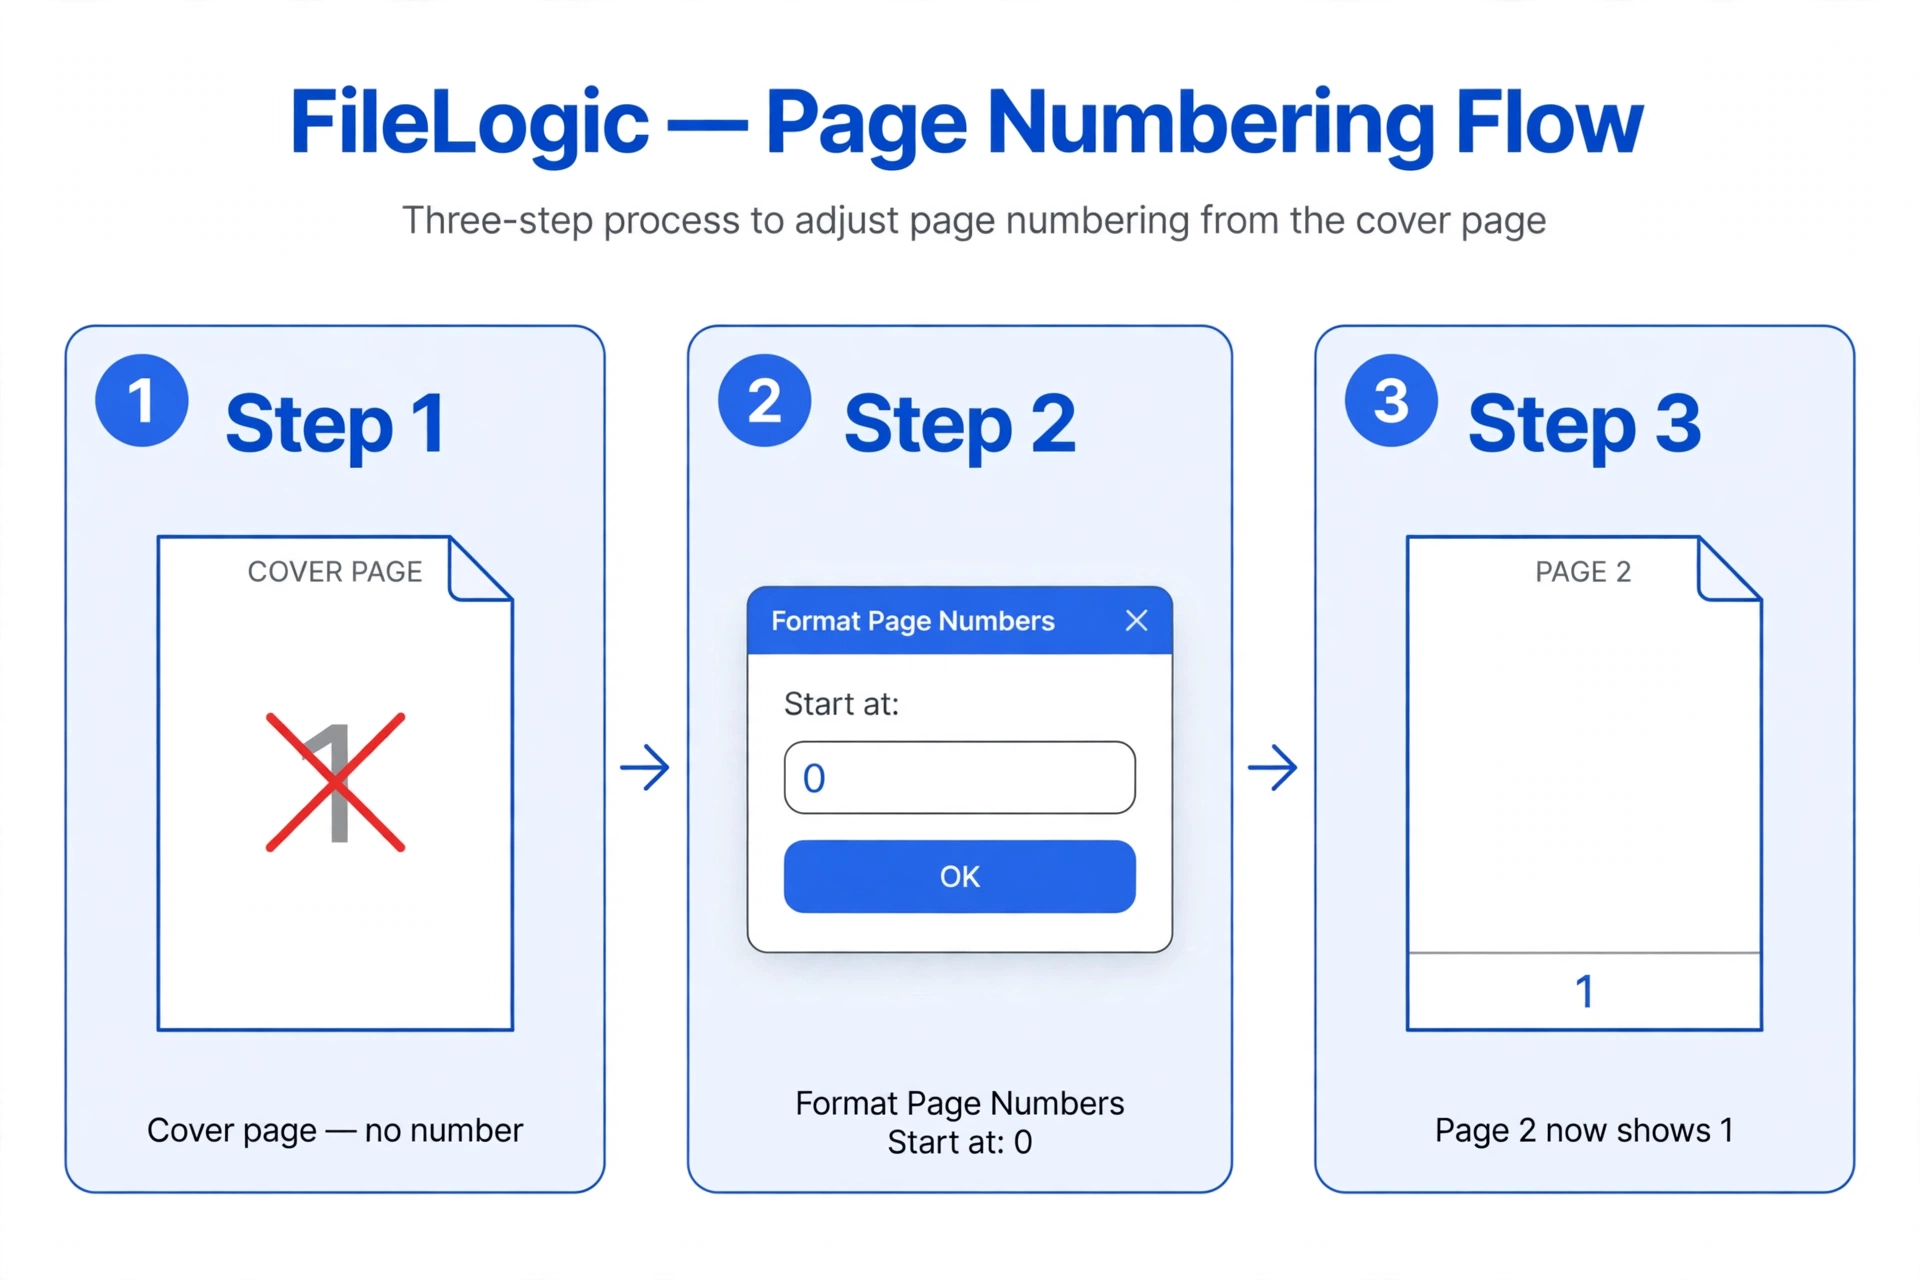 FileLogic — Page Numbering Flow
Three-step process to adjust page numbering from the cover page
1
Step 1
COVER PAGE
1
Cover page — no number
2
Step 2
Format Page Numbers
Start at:
0
OK
Format Page Numbers
Start at: 0
3
Step 3
PAGE 2
1
Page 2 now shows 1